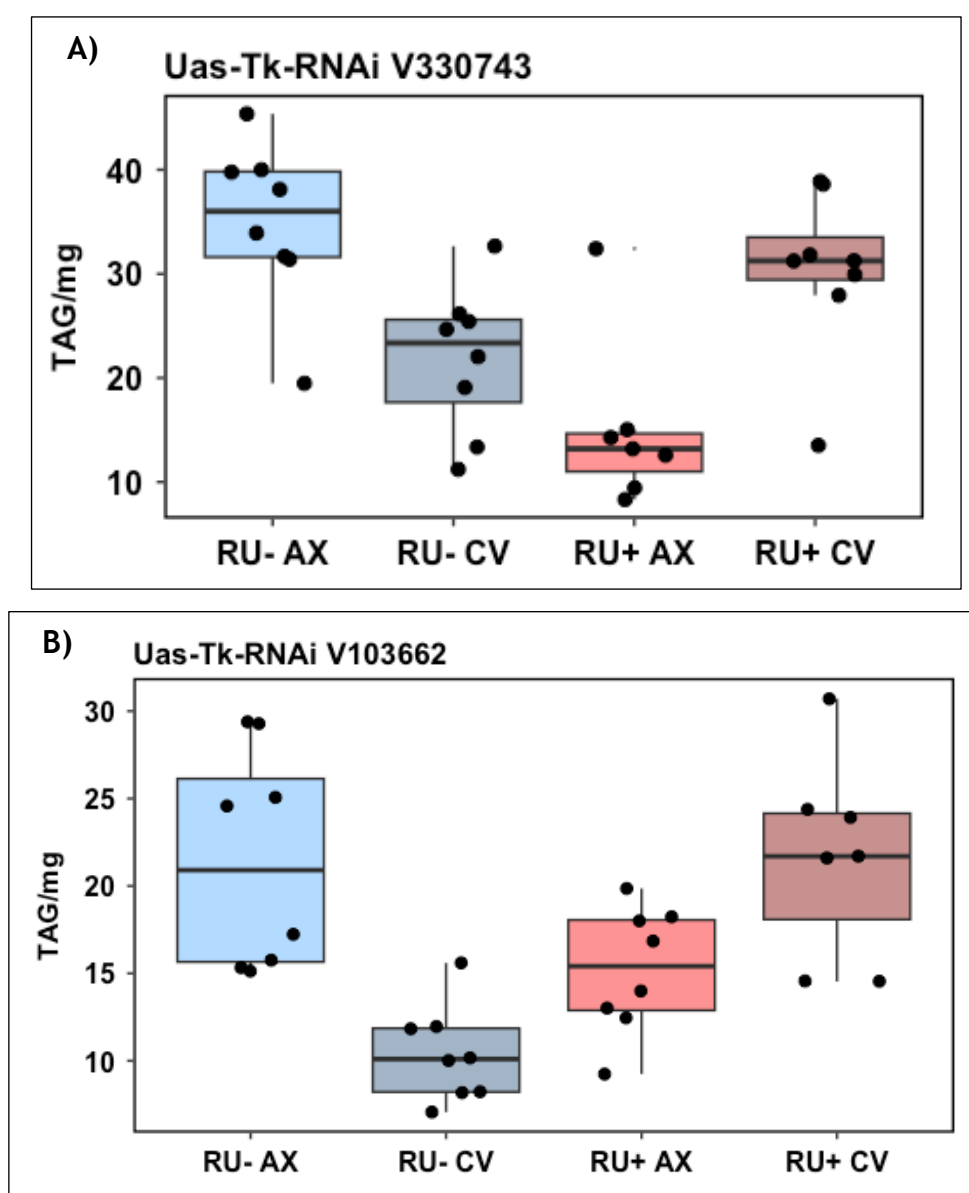 A)
Uas-Tk-RNAi V330743
TAG/mg
40
30
20
10
RU- AX RU- CV RU+ AX RU+ CV
B)
Uas-Tk-RNAi V103662
TAG/mg
30
25
20
15
10
RU- AX RU- CV RU+ AX RU+ CV